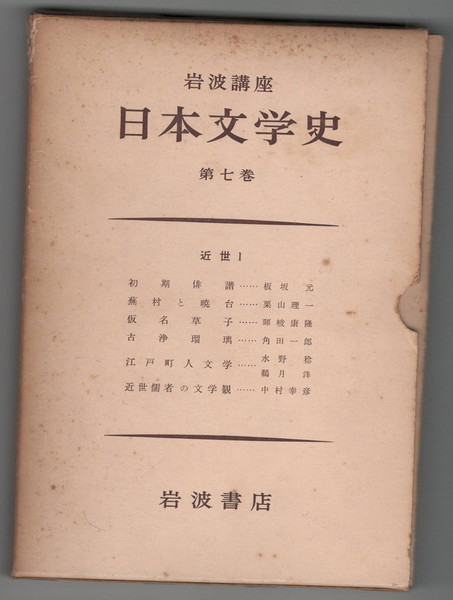 岩波講座
日本文学史
第七巻
近世Ⅰ
初期俳諧……板坂元
蕪村と暁台……栗山理一
仮名草子……暉峻康隆
古浄瑠璃……角田一郎
江戸町人文学……水野稔
鵜月洋
近世儒者の文学観……中村幸彦
岩波書店